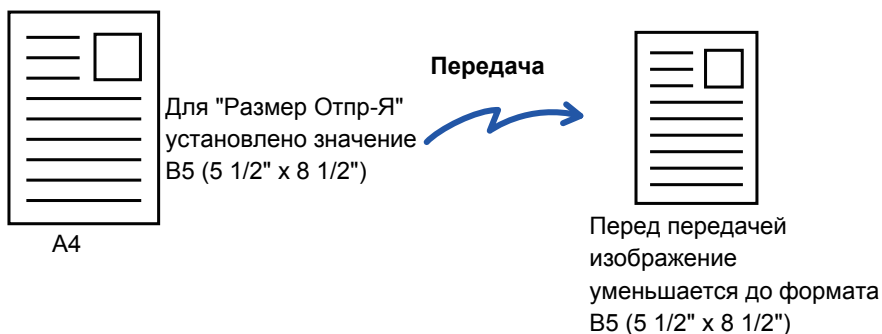 Передача
Для "Размер Отпр-Я"
установлено значение
B5 (5 1/2" x 8 1/2")
A4
Перед передачей
изображение
уменьшается до формата
B5 (5 1/2" x 8 1/2")